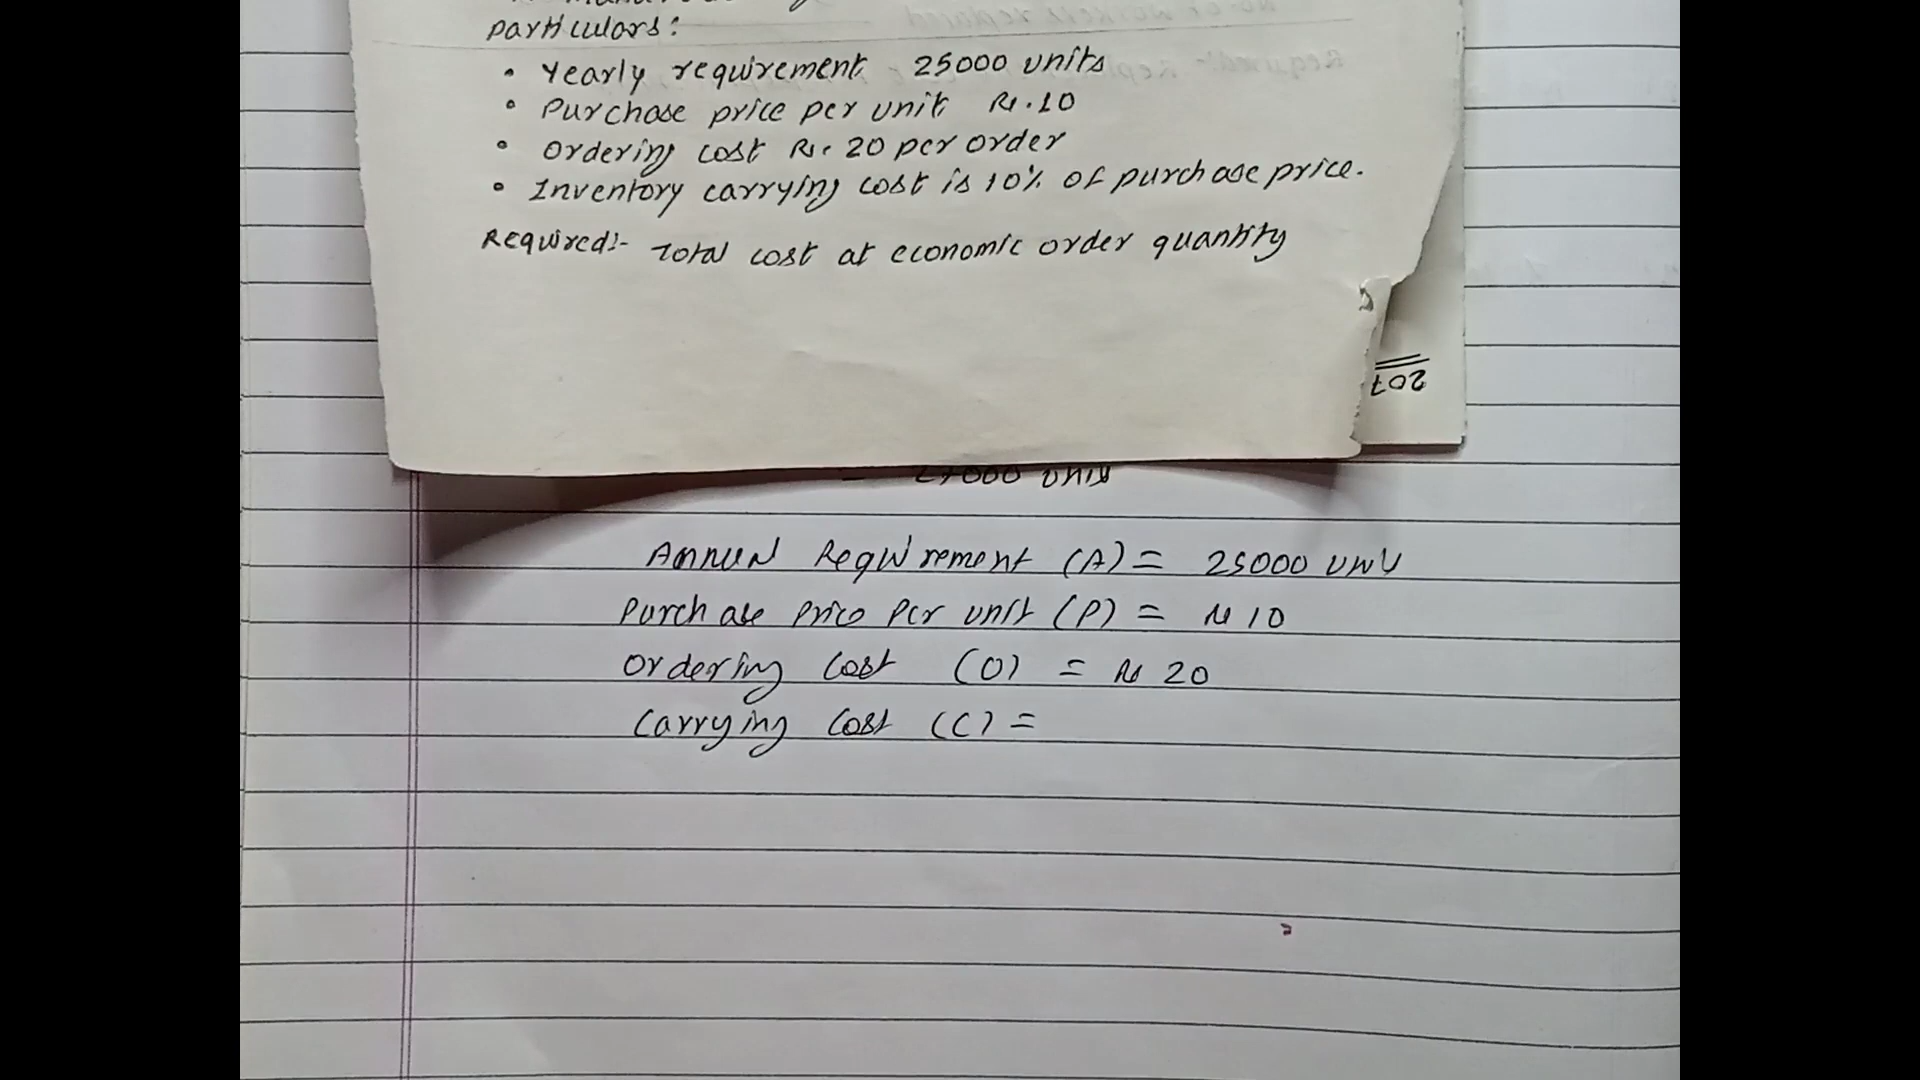 particulars:
• Yearly requirement 25000 units
• Purchase price per unit Rs.10
• Ordering cost Rs. 20 per order
• Inventory carrying cost is 10% of purchase price.
Required:- Total cost at economic order quantity
207
units
Annual Requirement (A) = 25000 units
Purchase Price Per unit (P) = Rs 10
Ordering Cost (O) = Rs 20
Carrying Cost (C) =